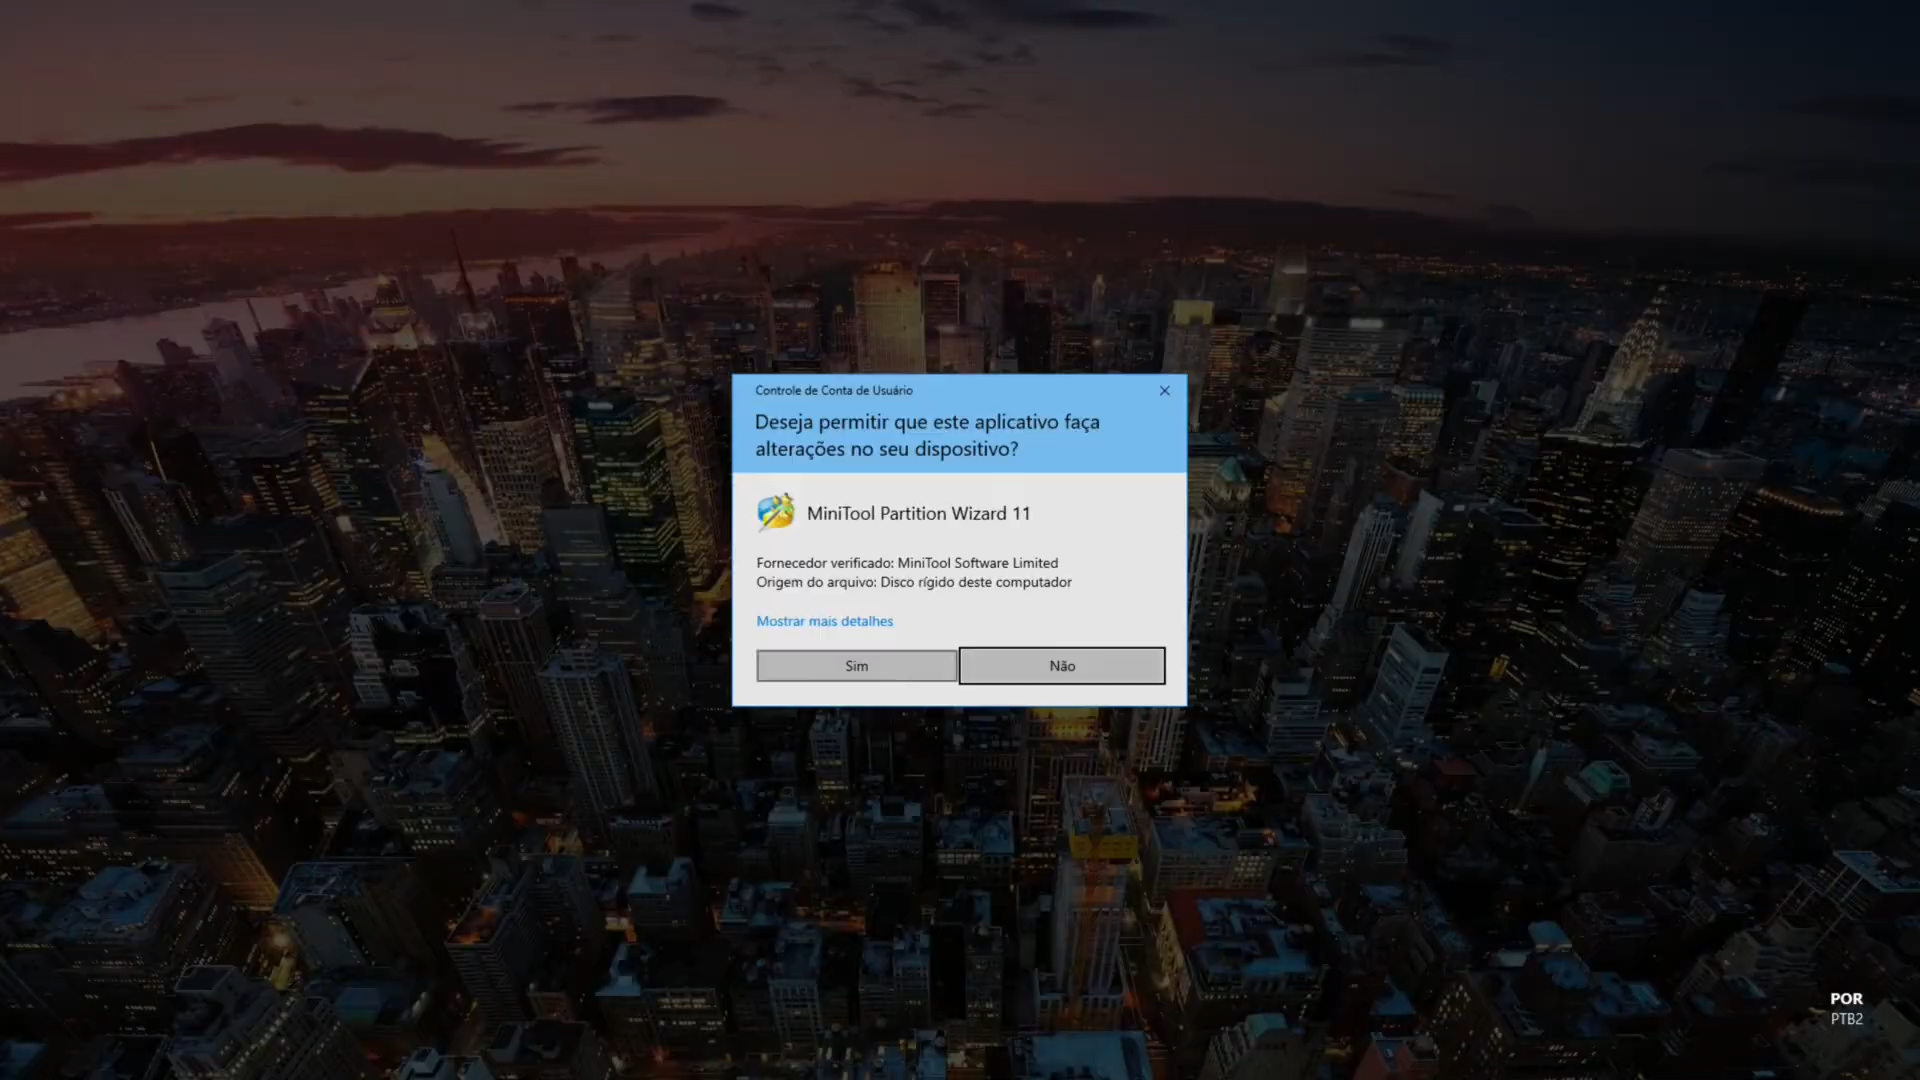 Controle de Conta de Usuário
Deseja permitir que este aplicativo faça
alterações no seu dispositivo?
MiniTool Partition Wizard 11
Fornecedor verificado: MiniTool Software Limited
Origem do arquivo: Disco rígido deste computador
Mostrar mais detalhes
Sim
Não
POR
PTB2